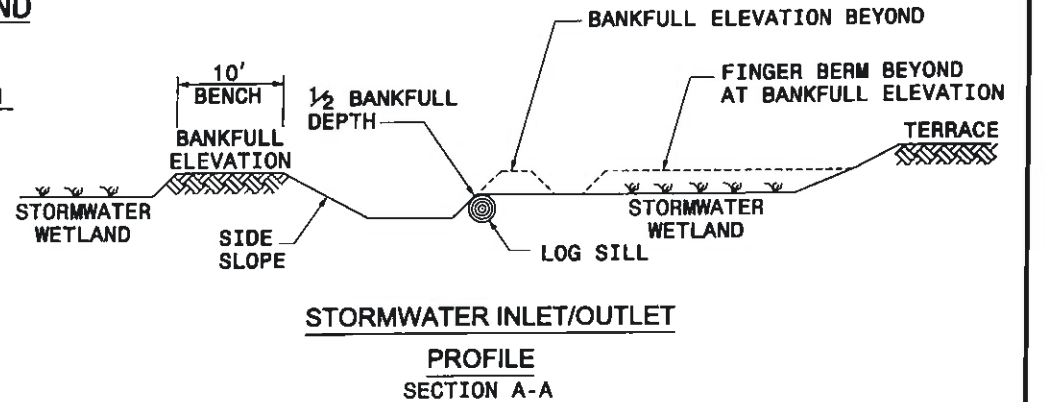 ND
BANKFULL ELEVATION BEYOND
10'
BENCH
½ BANKFULL
DEPTH
FINGER BERM BEYOND
AT BANKFULL ELEVATION
BANKFULL
ELEVATION
TERRACE
STORMWATER
WETLAND
SIDE
SLOPE
LOG SILL
STORMWATER
WETLAND
STORMWATER INLET/OUTLET
PROFILE
SECTION A-A